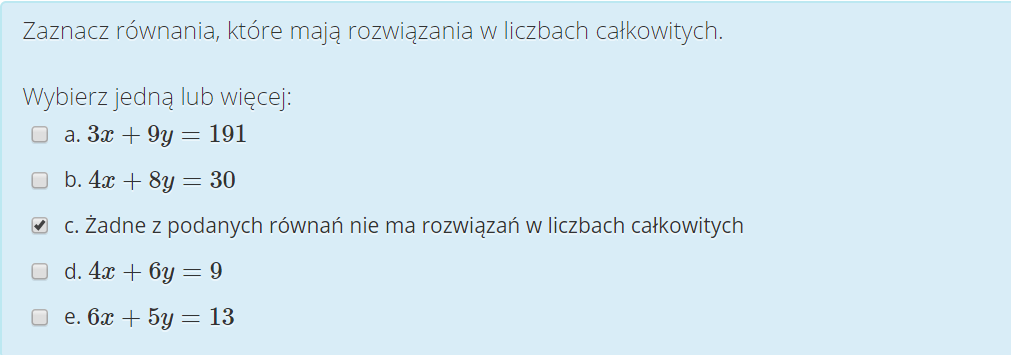 Zaznacz równania, które mają rozwiązania w liczbach całkowitych.
Wybierz jedną lub więcej:
a. 3x + 9y = 191
b. 4x + 8y = 30
c. Żadne z podanych równań nie ma rozwiązań w liczbach całkowitych
d. 4x + 6y = 9
e. 6x + 5y = 13